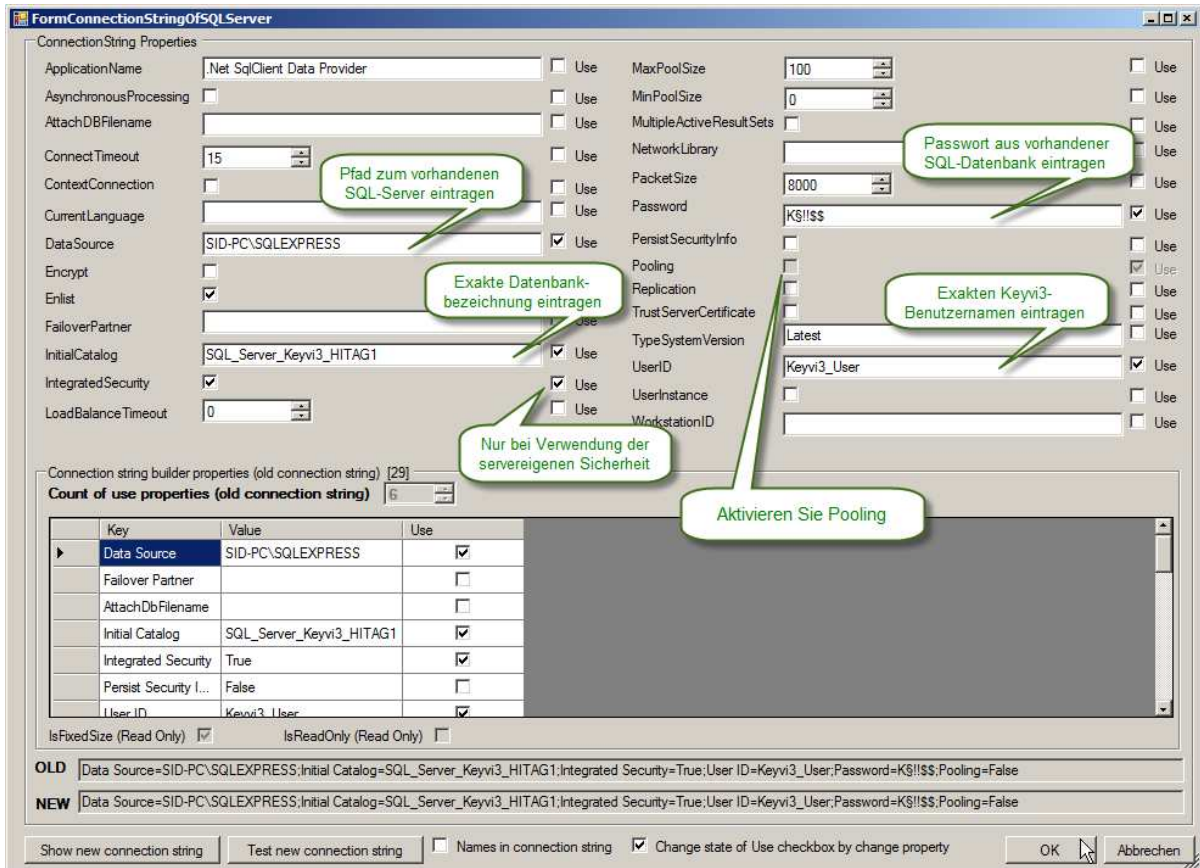 FormConnectionStringOfSQLServer
ConnectionString Properties
ApplicationName .Net SqlClient Data Provider Use
AsynchronousProcessing Use
AttachDBFilename Use
ConnectTimeout 15 Use
ContextConnection Use
CurrentLanguage Use
DataSource SID-PC\SQLEXPRESS Use
Encrypt
Enlist
FailoverPartner Use
InitialCatalog SQL_Server_Keyvi3_HITAG1 Use
IntegratedSecurity Use
LoadBalanceTimeout 0 Use
MaxPoolSize 100 Use
MinPoolSize 0 Use
MultipleActiveResultSets Use
NetworkLibrary Use
PacketSize 8000 Use
Password K§!!$$ Use
PersistSecurityInfo Use
Pooling Use
Replication Use
TrustServerCertificate Use
TypeSystemVersion Latest Use
UserID Keyvi3_User Use
UserInstance Use
WorkstationID Use
Pfad zum vorhandenen
SQL-Server eintragen
Passwort aus vorhandener
SQL-Datenbank eintragen
Exakte Datenbank-
bezeichnung eintragen
Exakten Keyvi3-
Benutzernamen eintragen
Nur bei Verwendung der
servereigenen Sicherheit
Aktivieren Sie Pooling
Connection string builder properties (old connection string) [29]
Count of use properties (old connection string) 6
Key Value Use
Data Source SID-PC\SQLEXPRESS
Failover Partner
AttachDbFilename
Initial Catalog SQL_Server_Keyvi3_HITAG1
Integrated Security True
Persist Security I... False
User ID Keyvi3_User
IsFixedSize (Read Only) IsReadOnly (Read Only)
OLD Data Source=SID-PC\SQLEXPRESS;Initial Catalog=SQL_Server_Keyvi3_HITAG1;Integrated Security=True;User ID=Keyvi3_User;Password=K§!!$$;Pooling=False
NEW Data Source=SID-PC\SQLEXPRESS;Initial Catalog=SQL_Server_Keyvi3_HITAG1;Integrated Security=True;User ID=Keyvi3_User;Password=K§!!$$;Pooling=False
Show new connection string Test new connection string Names in connection string Change state of Use checkbox by change property OK Abbrechen